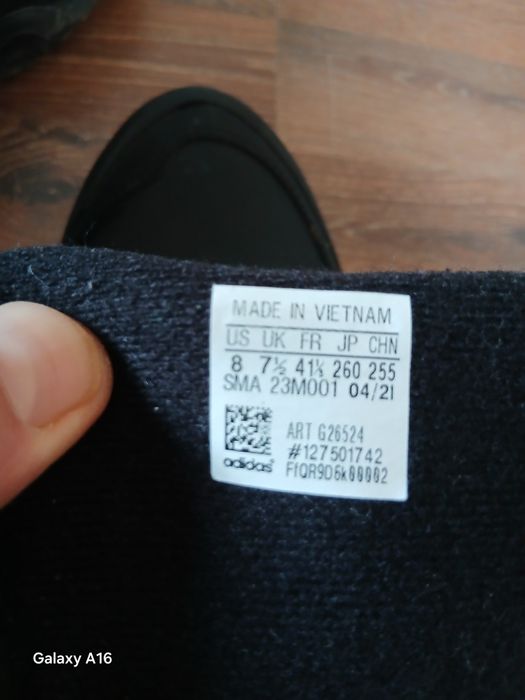 MADE IN VIETNAM
US UK FR JP CHN
8 7½ 41⅓ 260 255
SMA 23M001 04/21
ART G26524
#127501742
adidas FfQR9D6k00002
Galaxy A16